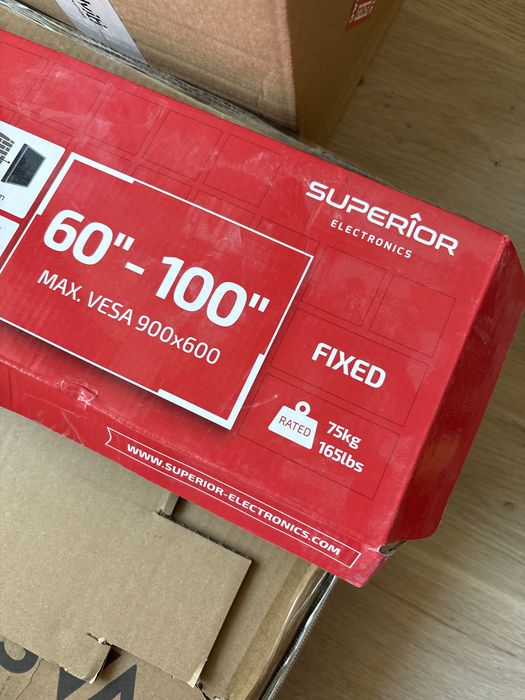 SUPERIOR
ELECTRONICS
60"-100"
MAX. VESA 900x600
FIXED
RATED
75kg
165lbs
WWW.SUPERIOR-ELECTRONICS.COM